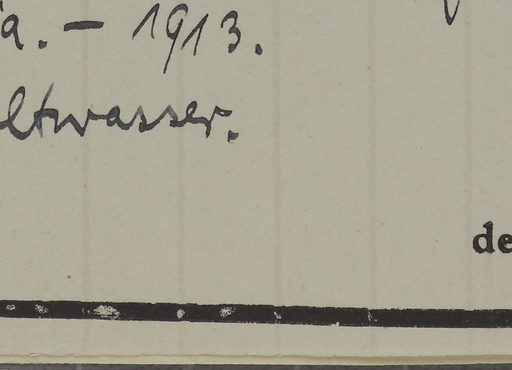 a. – 1913.
ltwasser.
de